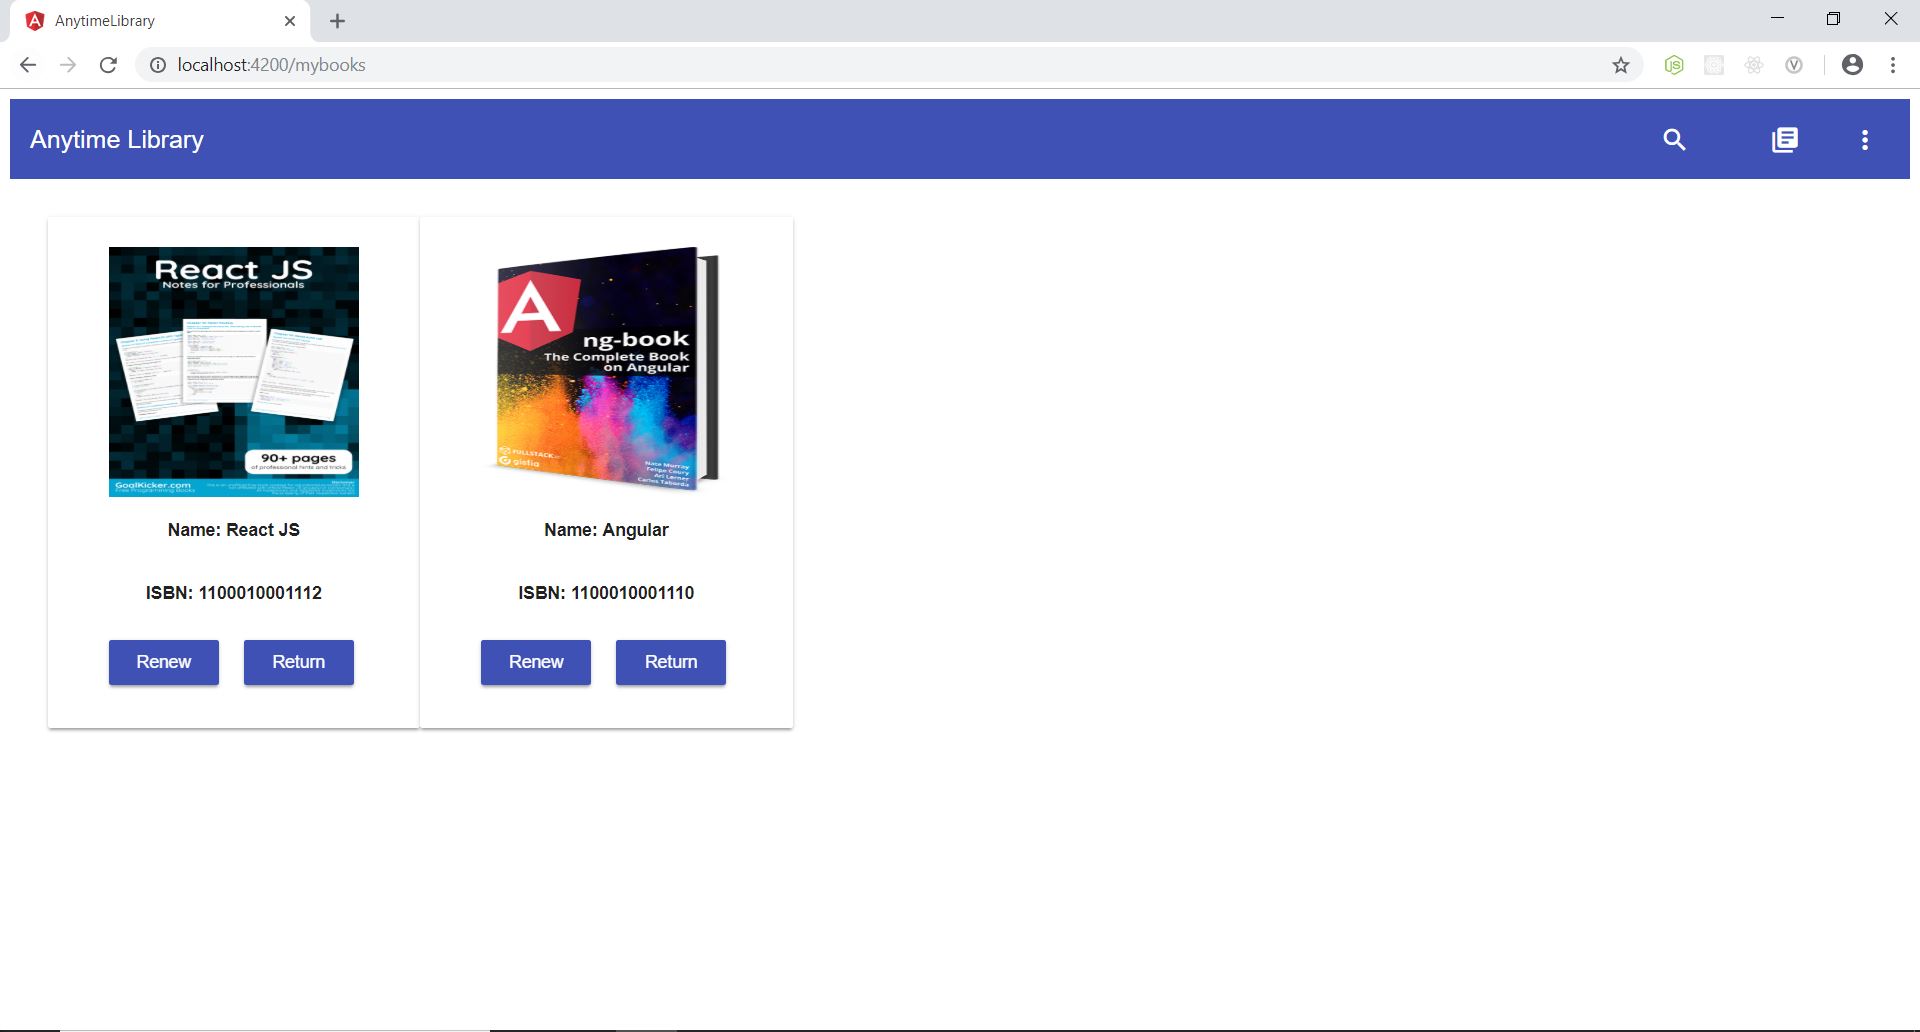 AnytimeLibrary
localhost:4200/mybooks
Anytime Library
React JS
Notes for Professionals
90+ pages
of professional hints and tricks
GoalKicker.com
Free Programming Books
Name: React JS
ISBN: 1100010001112
Renew Return
ng-book
The Complete Book
on Angular
FULLSTACK
gistia
Nate Murray
Felipe Coury
Ari Lerner
Carlos Taborda
Name: Angular
ISBN: 1100010001110
Renew Return